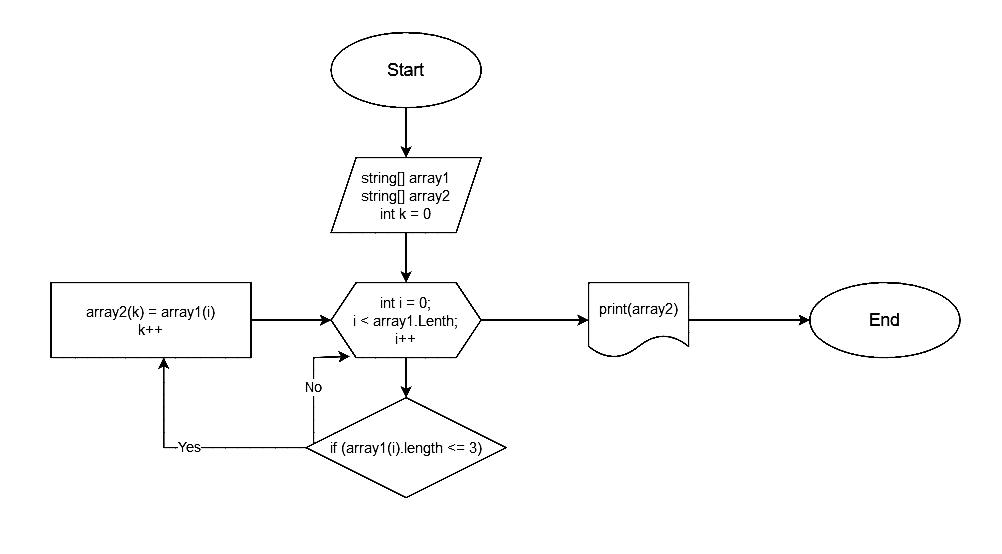 Start
string[] array1
string[] array2
int k = 0
array2(k) = array1(i)
k++
int i = 0;
i < array1.Lenth;
i++
print(array2)
End
No
Yes
if (array1(i).length <= 3)